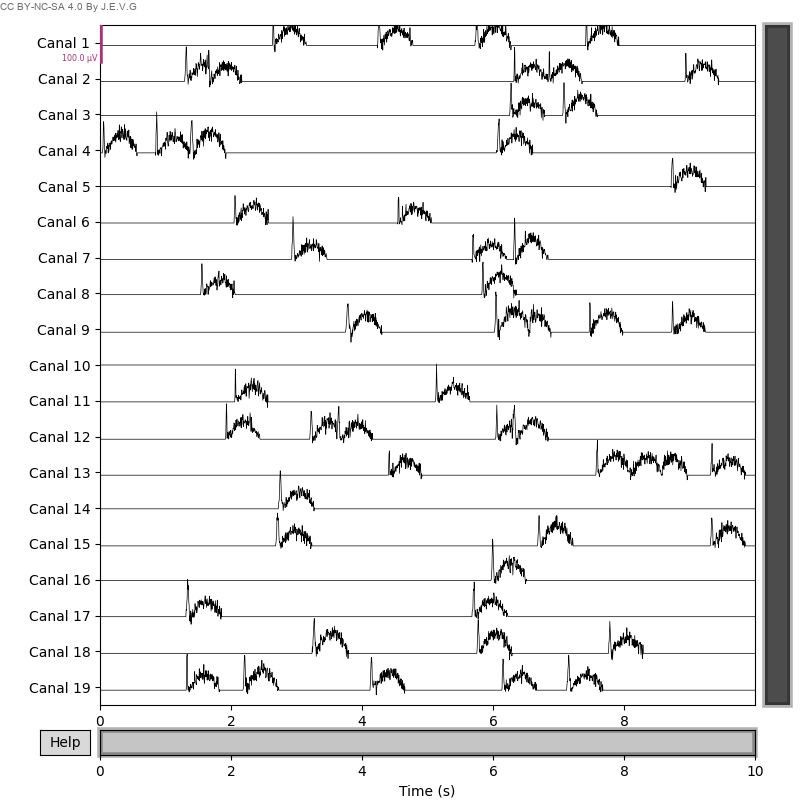 CC BY-NC-SA 4.0 By J.E.V.G
Canal 1
100.0 µV
Canal 2
Canal 3
Canal 4
Canal 5
Canal 6
Canal 7
Canal 8
Canal 9
Canal 10
Canal 11
Canal 12
Canal 13
Canal 14
Canal 15
Canal 16
Canal 17
Canal 18
Canal 19
0 2 4 6 8
Help
0 2 4 6 8 10
Time (s)